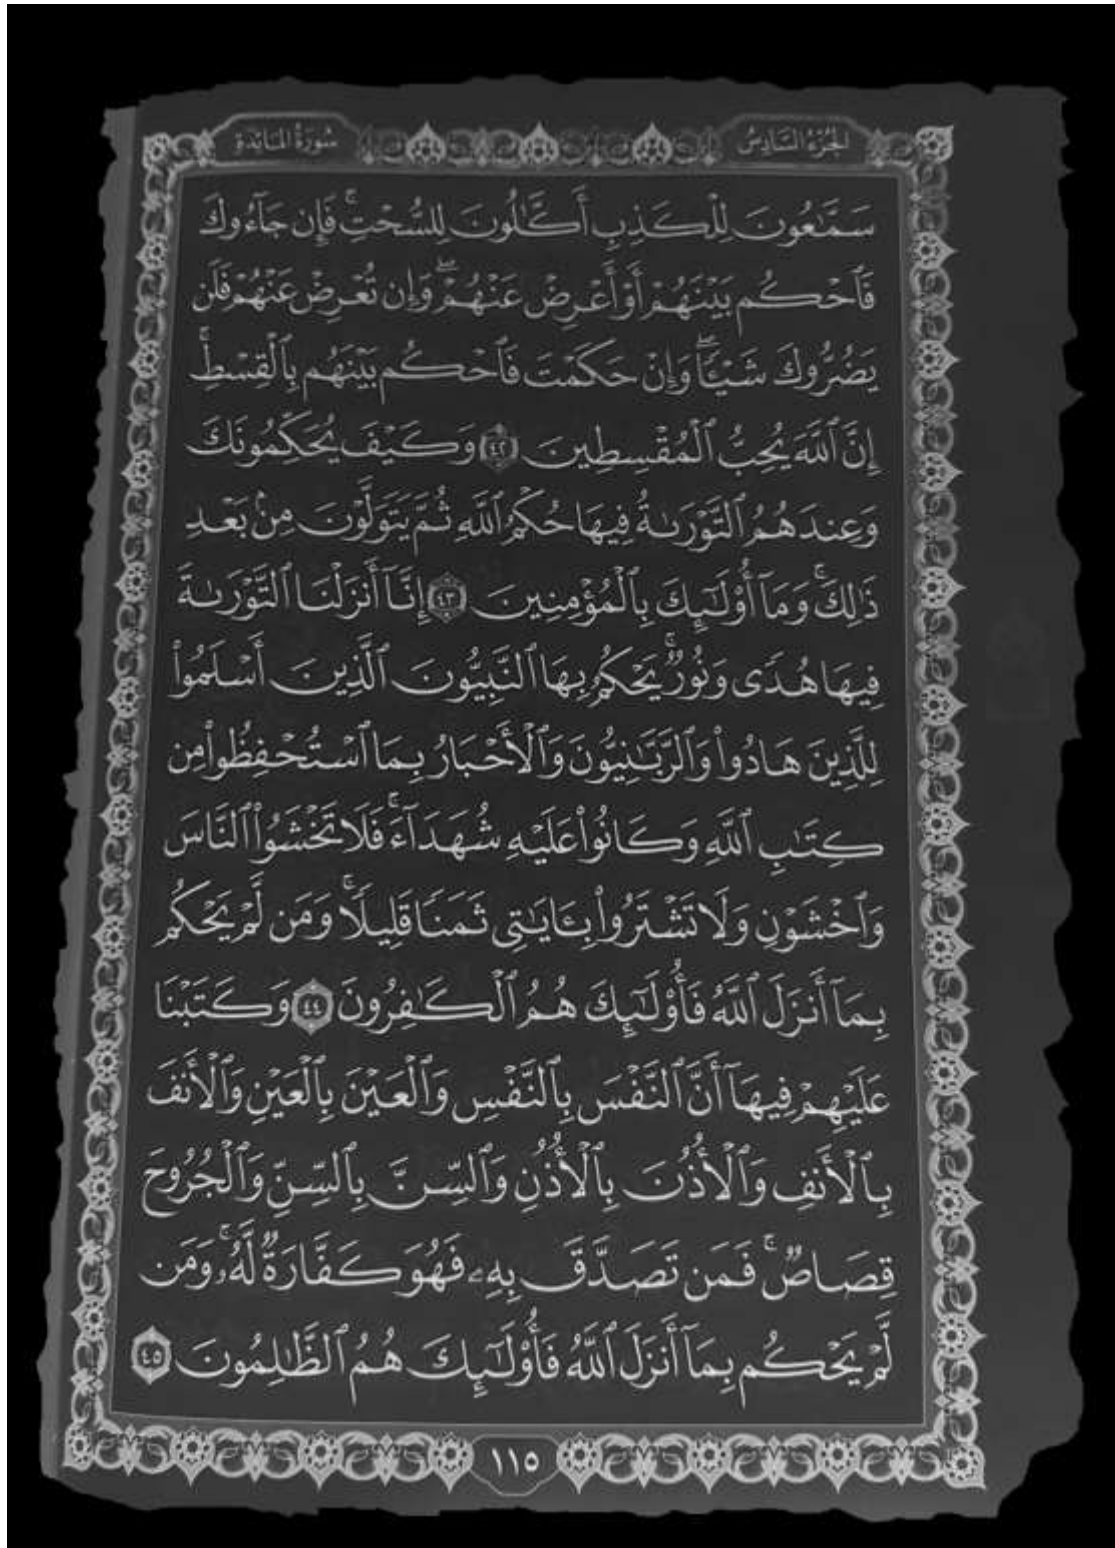 الجزء السادس
سورة المائدة
سَمَّٰعُونَ لِلْكَذِبِ أَكَّٰلُونَ لِلسُّحْتِۚ فَإِن جَآءُوكَ
فَٱحْكُم بَيْنَهُمْ أَوْ أَعْرِضْ عَنْهُمْۖ وَإِن تُعْرِضْ عَنْهُمْ فَلَن
يَضُرُّوكَ شَيْـًٔاۖ وَإِنْ حَكَمْتَ فَٱحْكُم بَيْنَهُم بِٱلْقِسْطِۚ
إِنَّ ٱللَّهَ يُحِبُّ ٱلْمُقْسِطِينَ ٤٢ وَكَيْفَ يُحَكِّمُونَكَ
وَعِندَهُمُ ٱلتَّوْرَىٰةُ فِيهَا حُكْمُ ٱللَّهِ ثُمَّ يَتَوَلَّوْنَ مِنۢ بَعْدِ
ذَٰلِكَۚ وَمَآ أُو۟لَٰٓئِكَ بِٱلْمُؤْمِنِينَ ٤٣ إِنَّآ أَنزَلْنَا ٱلتَّوْرَىٰةَ
فِيهَا هُدًى وَنُورٌۚ يَحْكُمُ بِهَا ٱلنَّبِيُّونَ ٱلَّذِينَ أَسْلَمُوا۟
لِلَّذِينَ هَادُوا۟ وَٱلرَّبَّٰنِيُّونَ وَٱلْأَحْبَارُ بِمَا ٱسْتُحْفِظُوا۟ مِن
كِتَٰبِ ٱللَّهِ وَكَانُوا۟ عَلَيْهِ شُهَدَآءَۚ فَلَا تَخْشَوُا۟ ٱلنَّاسَ
وَٱخْشَوْنِ وَلَا تَشْتَرُوا۟ بِـَٔايَٰتِى ثَمَنًا قَلِيلًاۚ وَمَن لَّمْ يَحْكُم
بِمَآ أَنزَلَ ٱللَّهُ فَأُو۟لَٰٓئِكَ هُمُ ٱلْكَٰفِرُونَ ٤٤ وَكَتَبْنَا
عَلَيْهِمْ فِيهَآ أَنَّ ٱلنَّفْسَ بِٱلنَّفْسِ وَٱلْعَيْنَ بِٱلْعَيْنِ وَٱلْأَنفَ
بِٱلْأَنفِ وَٱلْأُذُنَ بِٱلْأُذُنِ وَٱلسِّنَّ بِٱلسِّنِّ وَٱلْجُرُوحَ
قِصَاصٌۚ فَمَن تَصَدَّقَ بِهِۦ فَهُوَ كَفَّارَةٌ لَّهُۥۚ وَمَن
لَّمْ يَحْكُم بِمَآ أَنزَلَ ٱللَّهُ فَأُو۟لَٰٓئِكَ هُمُ ٱلظَّٰلِمُونَ ٤٥
١١٥